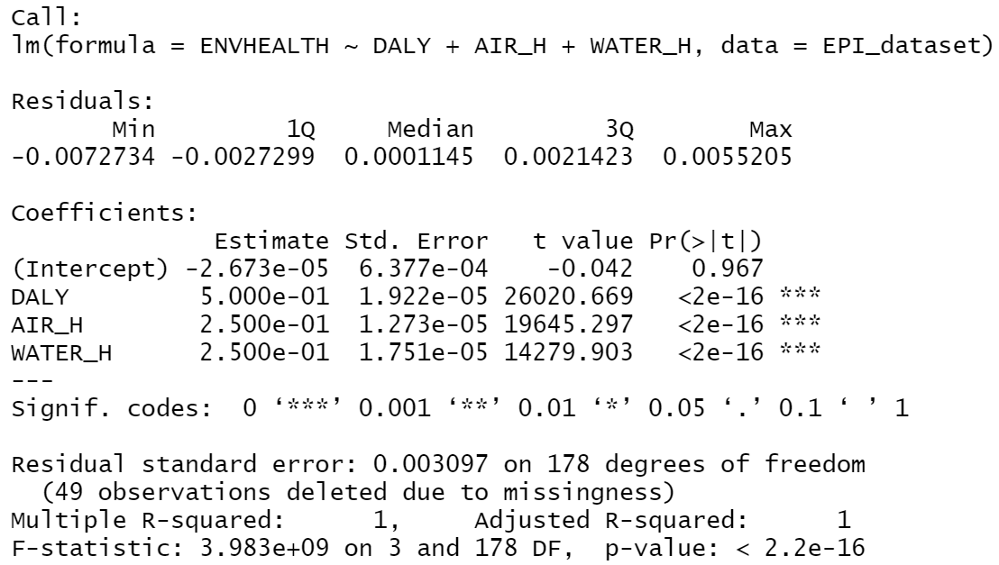 Call:
lm(formula = ENVHEALTH ~ DALY + AIR_H + WATER_H, data = EPI_dataset)
Residuals:
Min 1Q Median 3Q Max
-0.0072734 -0.0027299 0.0001145 0.0021423 0.0055205
Coefficients:
Estimate Std. Error t value Pr(>|t|)
(Intercept) -2.673e-05 6.377e-04 -0.042 0.967
DALY 5.000e-01 1.922e-05 26020.669 <2e-16 ***
AIR_H 2.500e-01 1.273e-05 19645.297 <2e-16 ***
WATER_H 2.500e-01 1.751e-05 14279.903 <2e-16 ***
---
Signif. codes: 0 ‘***’ 0.001 ‘**’ 0.01 ‘*’ 0.05 ‘.’ 0.1 ‘ ’ 1
Residual standard error: 0.003097 on 178 degrees of freedom
(49 observations deleted due to missingness)
Multiple R-squared: 1, Adjusted R-squared: 1
F-statistic: 3.983e+09 on 3 and 178 DF, p-value: < 2.2e-16